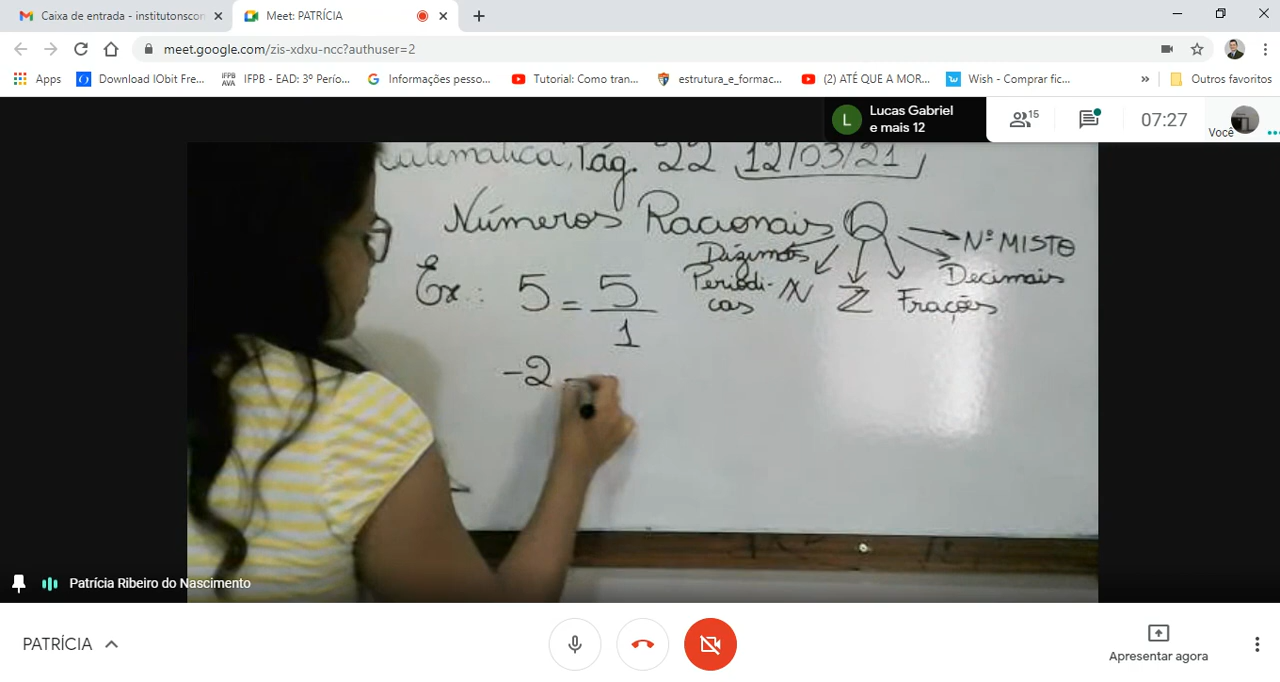 Caixa de entrada - institutonscon
Meet: PATRÍCIA
meet.google.com/zis-xdxu-ncc?authuser=2
Apps
Download IObit Fre...
IFPB AVA
IFPB - EAD: 3º Perío...
Informações pesso...
Tutorial: Como tran...
estrutura_e_formac...
(2) ATÉ QUE A MOR...
Wish - Comprar fic...
»
Outros favoritos
L
Lucas Gabriel
e mais 12
15
07:27
Você
atemática, Pág. 22 12/03/21
Números Racionais Q
Nº MISTO
Dízimas
Periódi-
cas
N
Z
Frações
Decimais
Ex.: 5 = 5/1
-2
Patrícia Ribeiro do Nascimento
PATRÍCIA
Apresentar agora